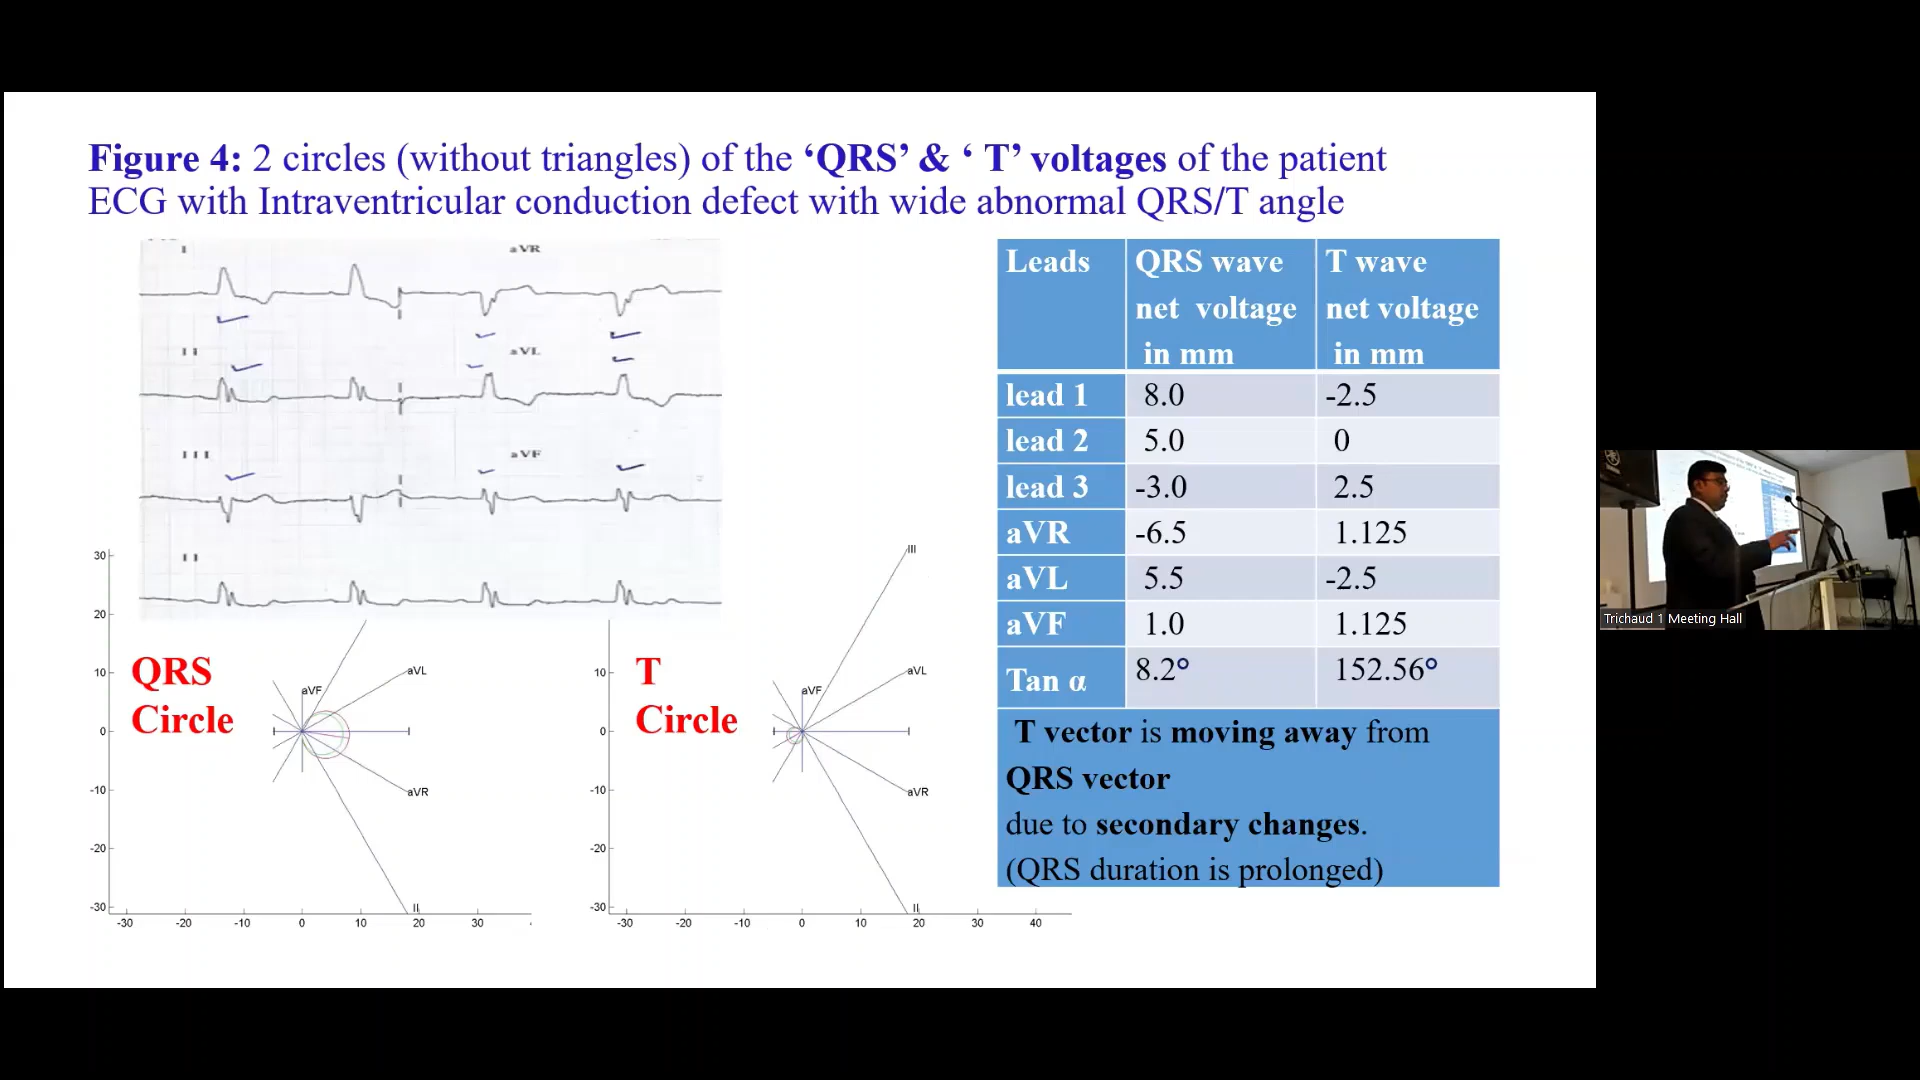 Figure 4: 2 circles (without triangles) of the ‘QRS’ & ‘ T’ voltages of the patient
ECG with Intraventricular conduction defect with wide abnormal QRS/T angle
I aVR
II aVL
III aVF
II
QRS
Circle
30
20
10
0
-10
-20
-30
-30 -20 -10 0 10 20 30
aVF
aVL
aVR
II
T
Circle
10
0
-10
-20
-30
-30 -20 -10 0 10 20 30 40
III
aVF
aVL
aVR
II
Leads QRS wave net voltage in mm T wave net voltage in mm
lead 1 8.0 -2.5
lead 2 5.0 0
lead 3 -3.0 2.5
aVR -6.5 1.125
aVL 5.5 -2.5
aVF 1.0 1.125
Tan α 8.2° 152.56°
T vector is moving away from
QRS vector
due to secondary changes.
(QRS duration is prolonged)
Trichaud 1 Meeting Hall